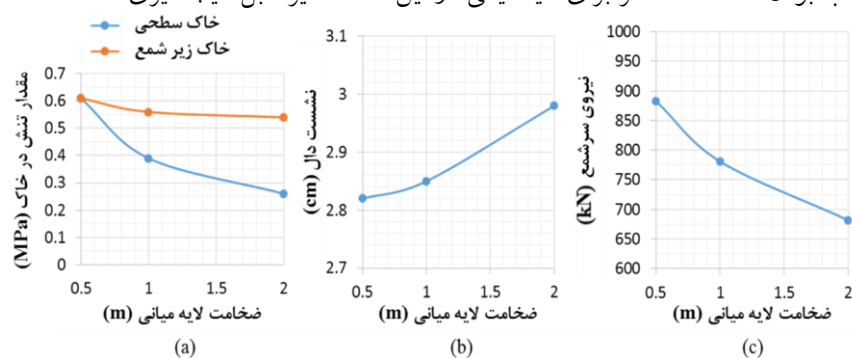 خاک سطحی
خاک زیر شمع
مقدار تنش در خاک (MPa)
0.7
0.6
0.5
0.4
0.3
0.2
0.1
0
0.5 1 1.5 2
ضخامت لایه میانی (m)
(a)
نشست دال (cm)
3.1
3
2.9
2.8
2.7
0.5 1 1.5 2
ضخامت لایه میانی (m)
(b)
نیروی سرشمع (kN)
1000
950
900
850
800
750
700
650
600
0.5 1 1.5 2
ضخامت لایه میانی (m)
(c)